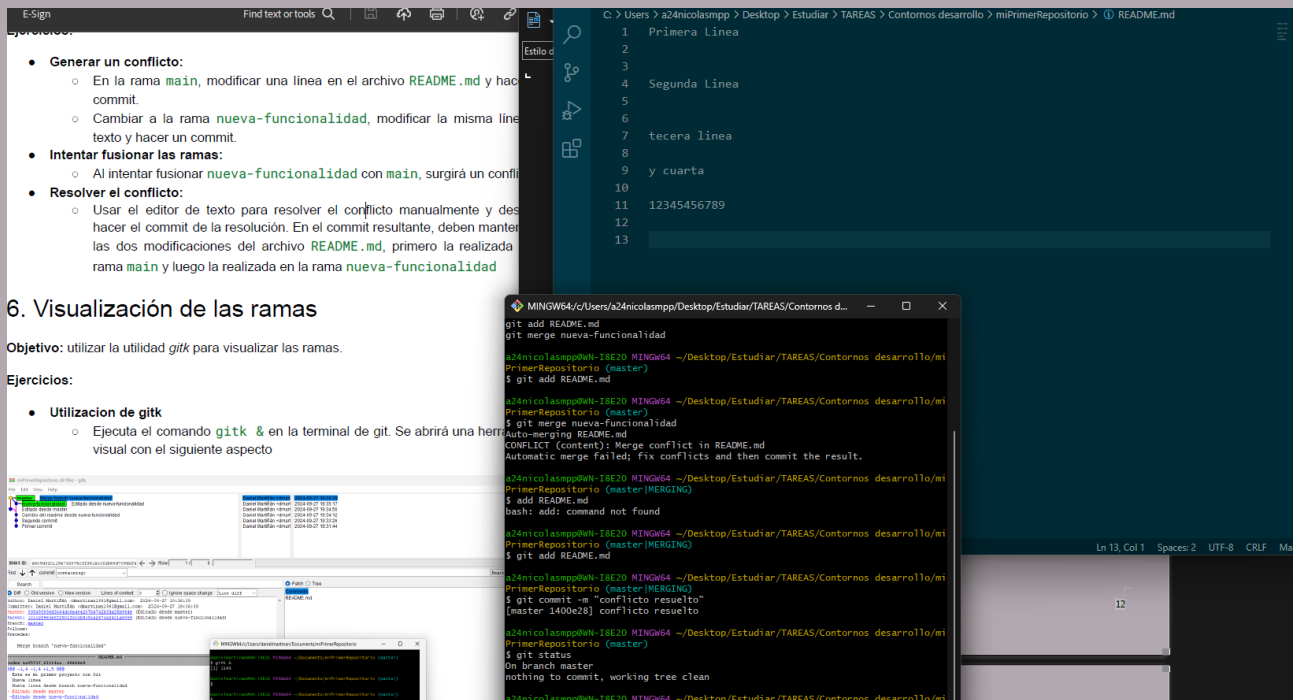 E-Sign
Find text or tools
Ejercicios:
● Generar un conflicto:
○ En la rama main, modificar una línea en el archivo README.md y hac
commit.
○ Cambiar a la rama nueva-funcionalidad, modificar la misma líne
texto y hacer un commit.
● Intentar fusionar las ramas:
○ Al intentar fusionar nueva-funcionalidad con main, surgirá un confli
● Resolver el conflicto:
○ Usar el editor de texto para resolver el conflicto manualmente y des
hacer el commit de la resolución. En el commit resultante, deben manter
las dos modificaciones del archivo README.md, primero la realizada
rama main y luego la realizada en la rama nueva-funcionalidad
6. Visualización de las ramas
Objetivo: utilizar la utilidad gitk para visualizar las ramas.
Ejercicios:
● Utilizacion de gitk
○ Ejecuta el comando gitk & en la terminal de git. Se abrirá una herra
visual con el siguiente aspecto
Estilo d
C: > Users > a24nicolasmpp > Desktop > Estudiar > TAREAS > Contornos desarrollo > miPrimerRepositorio > README.md
1 Primera Linea
2
3
4 Segunda Linea
5
6
7 tecera linea
8
9 y cuarta
10
11 12345456789
12
13
Ln 13, Col 1 Spaces: 2 UTF-8 CRLF Ma
12
MINGW64:/c/Users/a24nicolasmpp/Desktop/Estudiar/TAREAS/Contornos d...
git add README.md
git merge nueva-funcionalidad
a24nicolasmpp@WN-I8E20 MINGW64 ~/Desktop/Estudiar/TAREAS/Contornos desarrollo/mi
PrimerRepositorio (master)
$ git add README.md
a24nicolasmpp@WN-I8E20 MINGW64 ~/Desktop/Estudiar/TAREAS/Contornos desarrollo/mi
PrimerRepositorio (master)
$ git merge nueva-funcionalidad
Auto-merging README.md
CONFLICT (content): Merge conflict in README.md
Automatic merge failed; fix conflicts and then commit the result.
a24nicolasmpp@WN-I8E20 MINGW64 ~/Desktop/Estudiar/TAREAS/Contornos desarrollo/mi
PrimerRepositorio (master|MERGING)
$ add README.md
bash: add: command not found
a24nicolasmpp@WN-I8E20 MINGW64 ~/Desktop/Estudiar/TAREAS/Contornos desarrollo/mi
PrimerRepositorio (master|MERGING)
$ git add README.md
a24nicolasmpp@WN-I8E20 MINGW64 ~/Desktop/Estudiar/TAREAS/Contornos desarrollo/mi
PrimerRepositorio (master|MERGING)
$ git commit -m "conflicto resuelto"
[master 1400e28] conflicto resuelto
a24nicolasmpp@WN-I8E20 MINGW64 ~/Desktop/Estudiar/TAREAS/Contornos desarrollo/mi
PrimerRepositorio (master)
$ git status
On branch master
nothing to commit, working tree clean
a24nicolasmpp@WN-I8E20 MINGW64 ~/Desktop/Estudiar/TAREAS/Contornos desarrollo/mi